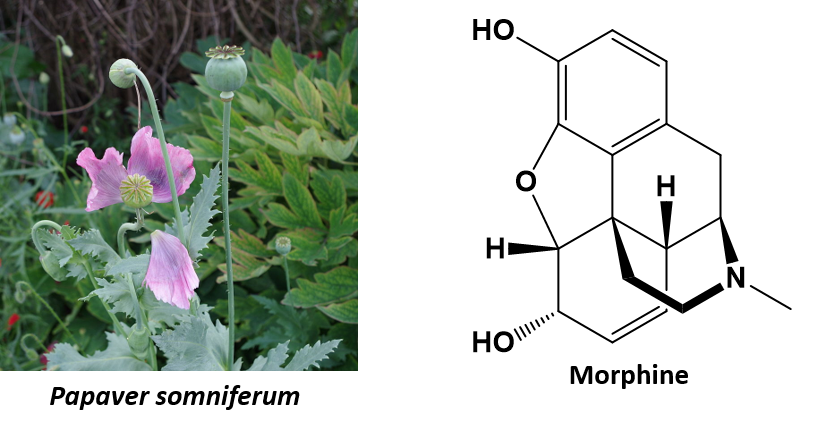 Papaver somniferum
HO
O
H
H
N
HO
Morphine